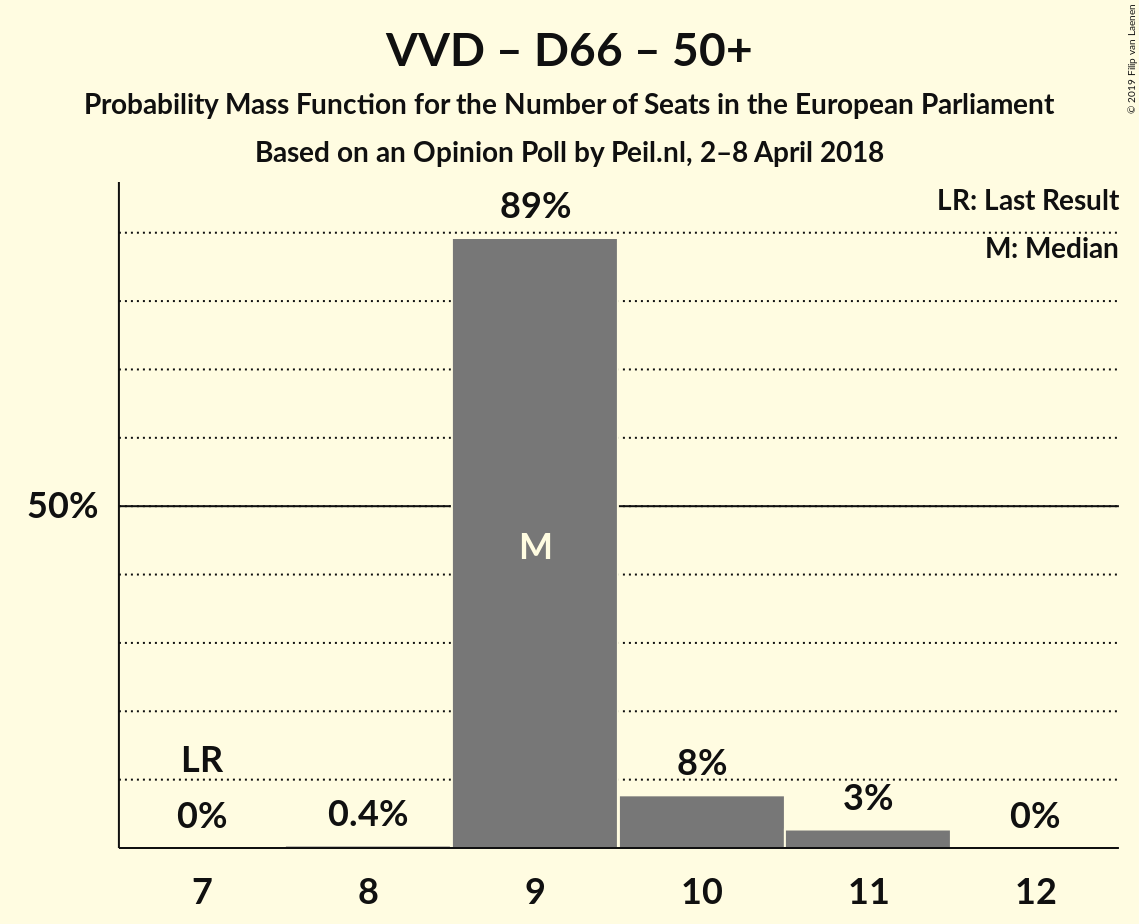 VVD – D66 – 50+
Probability Mass Function for the Number of Seats in the European Parliament
Based on an Opinion Poll by Peil.nl, 2–8 April 2018
© 2019 Filip van Laenen
LR: Last Result
M: Median
89%
50%
M
LR
0%
0.4%
8%
3%
0%
7 8 9 10 11 12